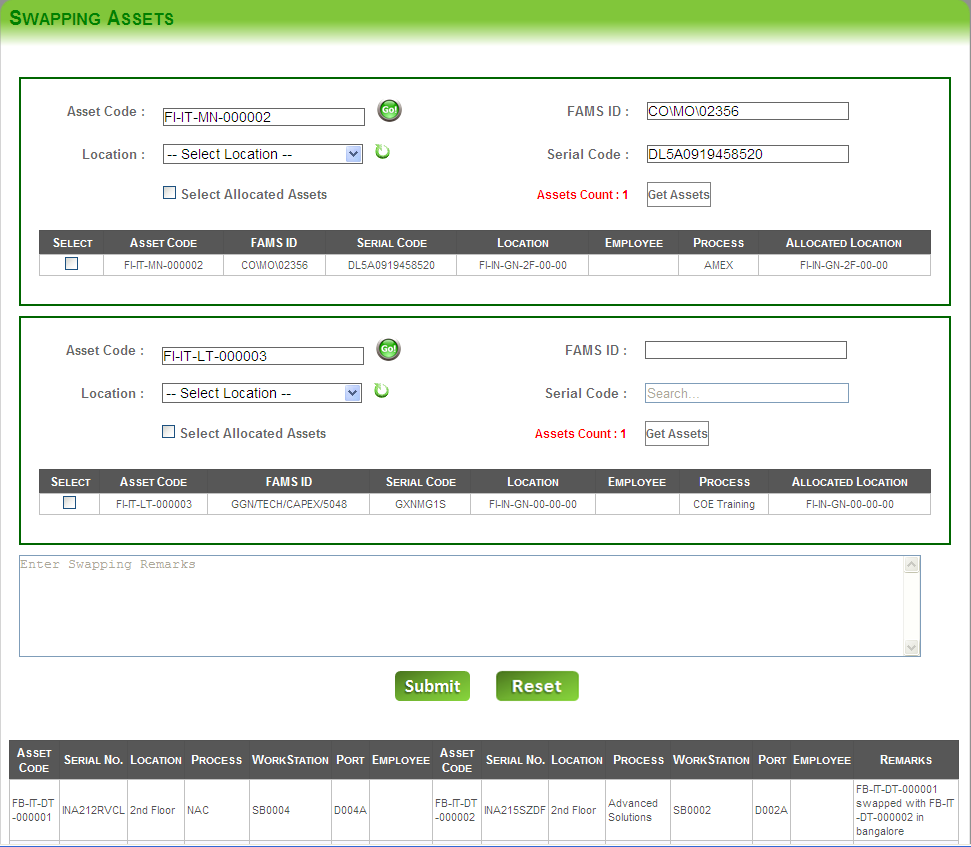 SWAPPING ASSETS
Asset Code : FI-IT-MN-000002 Go! FAMS ID : CO\MO\02356
Location : -- Select Location -- Serial Code : DL5A0919458520
Select Allocated Assets Assets Count : 1 Get Assets
SELECT ASSET CODE FAMS ID SERIAL CODE LOCATION EMPLOYEE PROCESS ALLOCATED LOCATION
FI-IT-MN-000002 CO\MO\02356 DL5A0919458520 FI-IN-GN-2F-00-00 AMEX FI-IN-GN-2F-00-00
Asset Code : FI-IT-LT-000003 Go! FAMS ID :
Location : -- Select Location -- Serial Code : Search...
Select Allocated Assets Assets Count : 1 Get Assets
SELECT ASSET CODE FAMS ID SERIAL CODE LOCATION EMPLOYEE PROCESS ALLOCATED LOCATION
FI-IT-LT-000003 GGN/TECH/CAPEX/5048 GXNMG1S FI-IN-GN-00-00-00 COE Training FI-IN-GN-00-00-00
Enter Swapping Remarks
Submit Reset
ASSET CODE SERIAL NO. LOCATION PROCESS WORKSTATION PORT EMPLOYEE ASSET CODE SERIAL NO. LOCATION PROCESS WORKSTATION PORT EMPLOYEE REMARKS
FB-IT-DT
-000001
INA212RVCL 2nd Floor NAC SB0004 D004A
FB-IT-DT
-000002
INA215SZDF 2nd Floor
Advanced
Solutions
SB0002 D002A
FB-IT-DT-000001
swapped with FB-IT
-DT-000002 in
bangalore